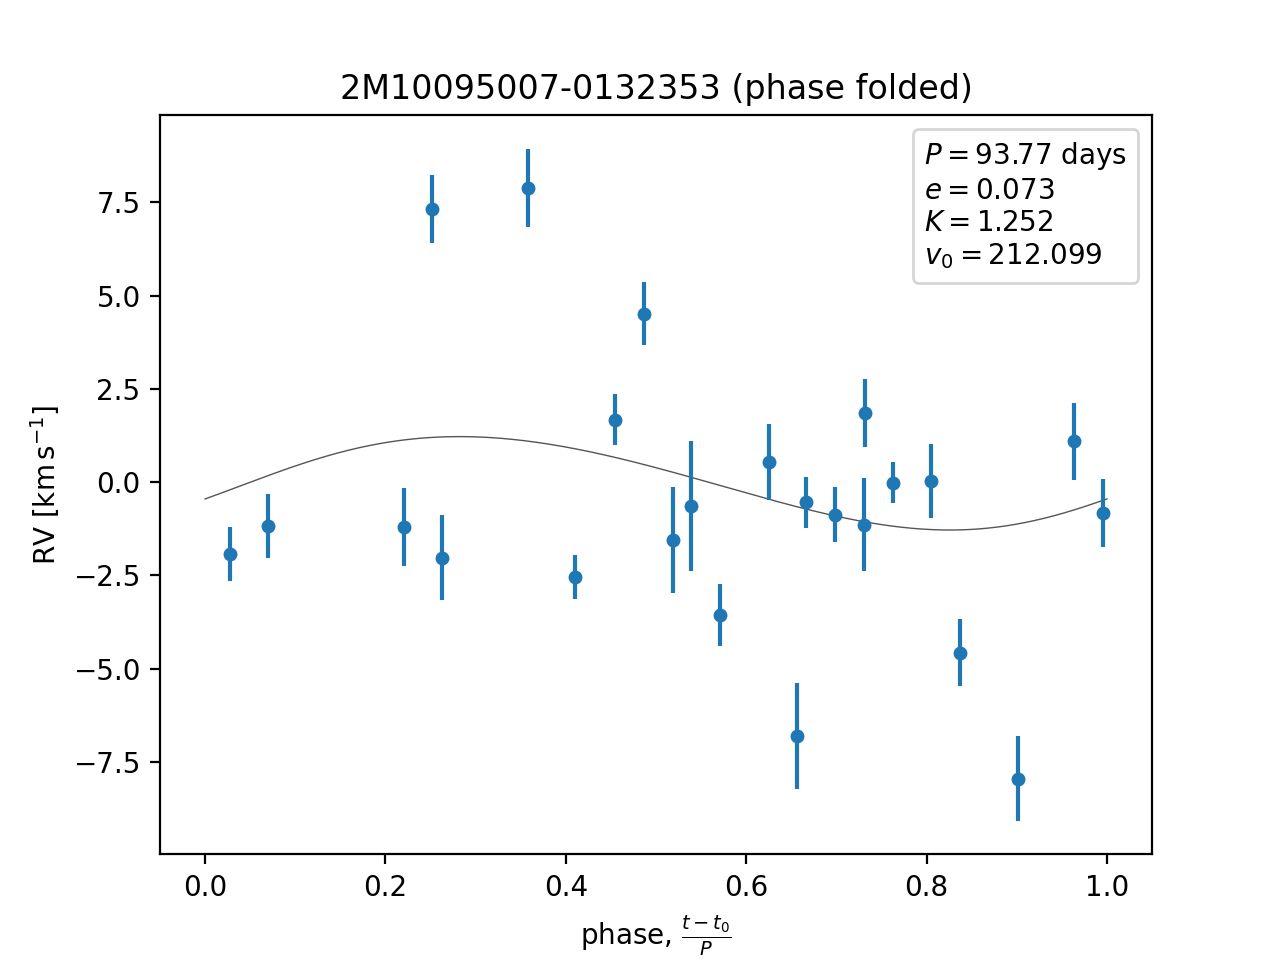 2M10095007-0132353 (phase folded)
P = 93.77 days
e = 0.073
K = 1.252
v₀ = 212.099
RV [km s⁻¹]
7.5
5.0
2.5
0.0
−2.5
−5.0
−7.5
0.0 0.2 0.4 0.6 0.8 1.0
phase, (t − t₀)/P